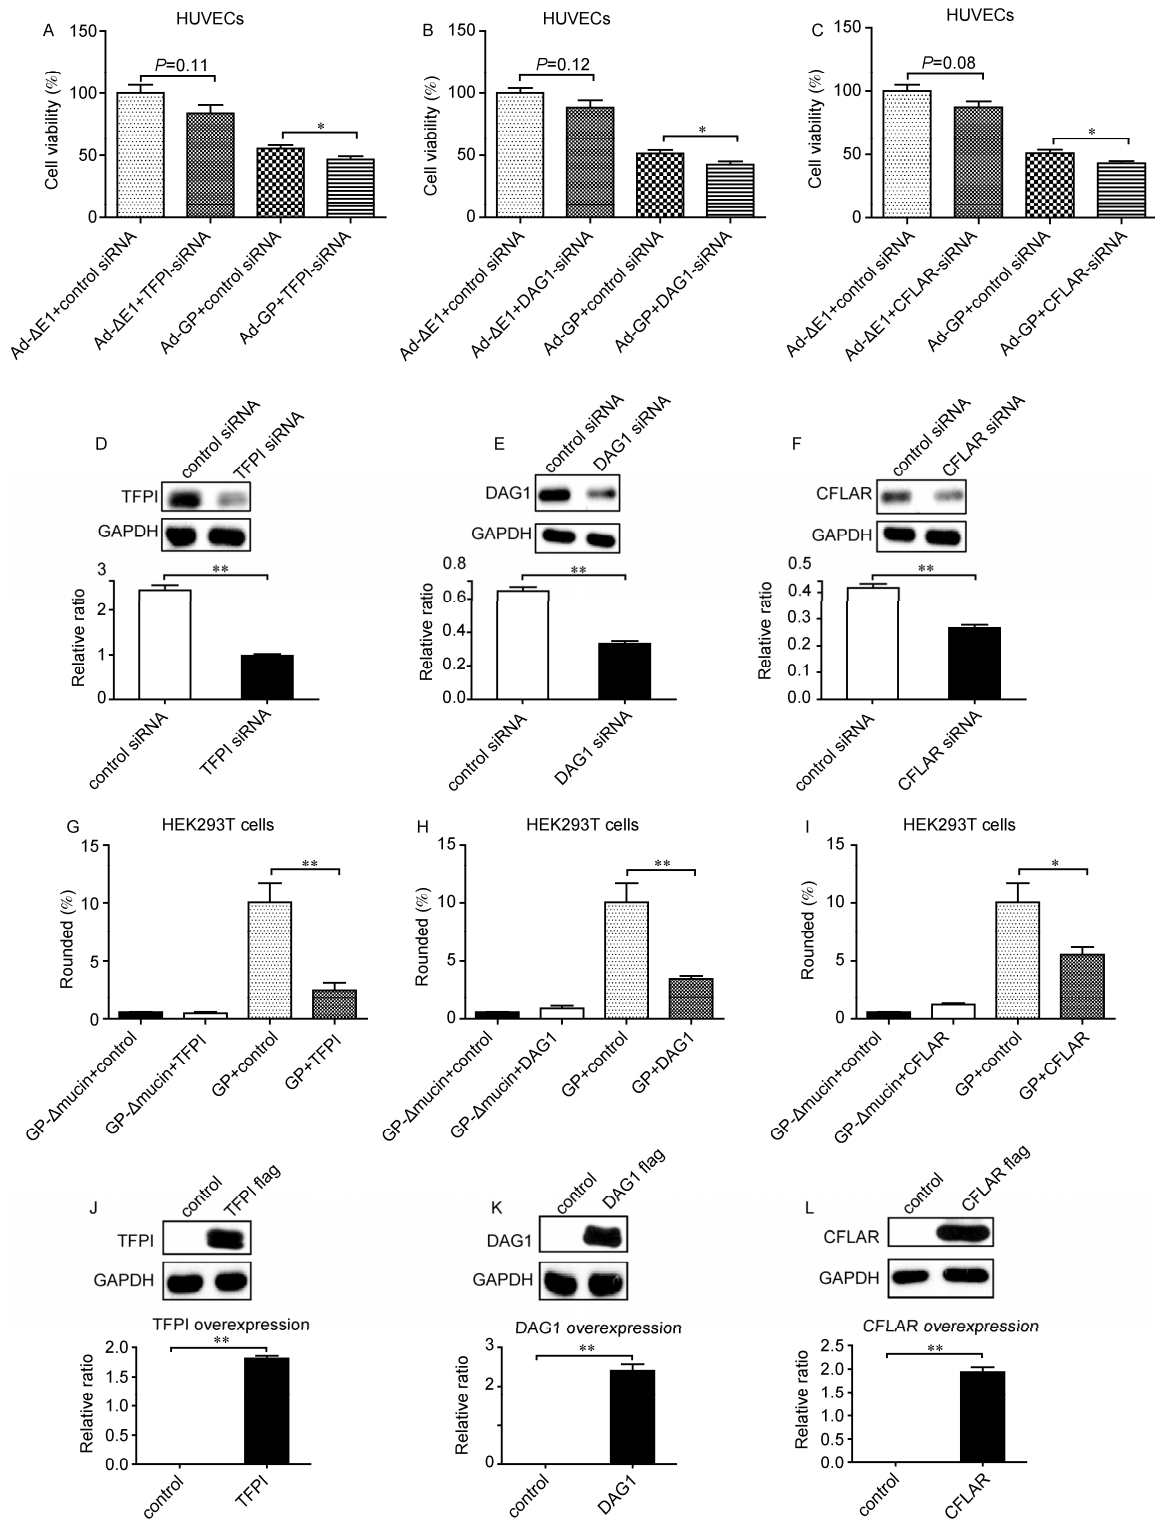 A
HUVECs
Cell viability (%)
150
100
50
0
P=0.11
*
Ad-ΔE1+control siRNA
Ad-ΔE1+TFPI-siRNA
Ad-GP+control siRNA
Ad-GP+TFPI-siRNA
B
HUVECs
Cell viability (%)
150
100
50
0
P=0.12
*
Ad-ΔE1+control siRNA
Ad-ΔE1+DAG1-siRNA
Ad-GP+control siRNA
Ad-GP+DAG1-siRNA
C
HUVECs
Cell viability (%)
150
100
50
0
P=0.08
*
Ad-ΔE1+control siRNA
Ad-ΔE1+CFLAR-siRNA
Ad-GP+control siRNA
Ad-GP+CFLAR-siRNA
D
control siRNA
TFPI siRNA
TFPI
GAPDH
Relative ratio
3
2
1
0
**
control siRNA
TFPI siRNA
E
control siRNA
DAG1 siRNA
DAG1
GAPDH
Relative ratio
0.8
0.6
0.4
0.2
0.0
**
control siRNA
DAG1 siRNA
F
control siRNA
CFLAR siRNA
CFLAR
GAPDH
Relative ratio
0.5
0.4
0.3
0.2
0.1
0.0
**
control siRNA
CFLAR siRNA
G
HEK293T cells
Rounded (%)
15
10
5
0
**
GP-Δmucin+control
GP-Δmucin+TFPI
GP+control
GP+TFPI
H
HEK293T cells
Rounded (%)
15
10
5
0
**
GP-Δmucin+control
GP-Δmucin+DAG1
GP+control
GP+DAG1
I
HEK293T cells
Rounded (%)
15
10
5
0
*
GP-Δmucin+control
GP-Δmucin+CFLAR
GP+control
GP+CFLAR
J
control
TFPI flag
TFPI
GAPDH
TFPI overexpression
Relative ratio
2.0
1.5
1.0
0.5
0.0
**
control
TFPI
K
control
DAG1 flag
DAG1
GAPDH
DAG1 overexpression
Relative ratio
3
2
0
**
control
DAG1
L
control
CFLAR flag
CFLAR
GAPDH
CFLAR overexpression
Relative ratio
2.5
2.0
1.5
1.0
0.5
0.0
**
control
CFLAR